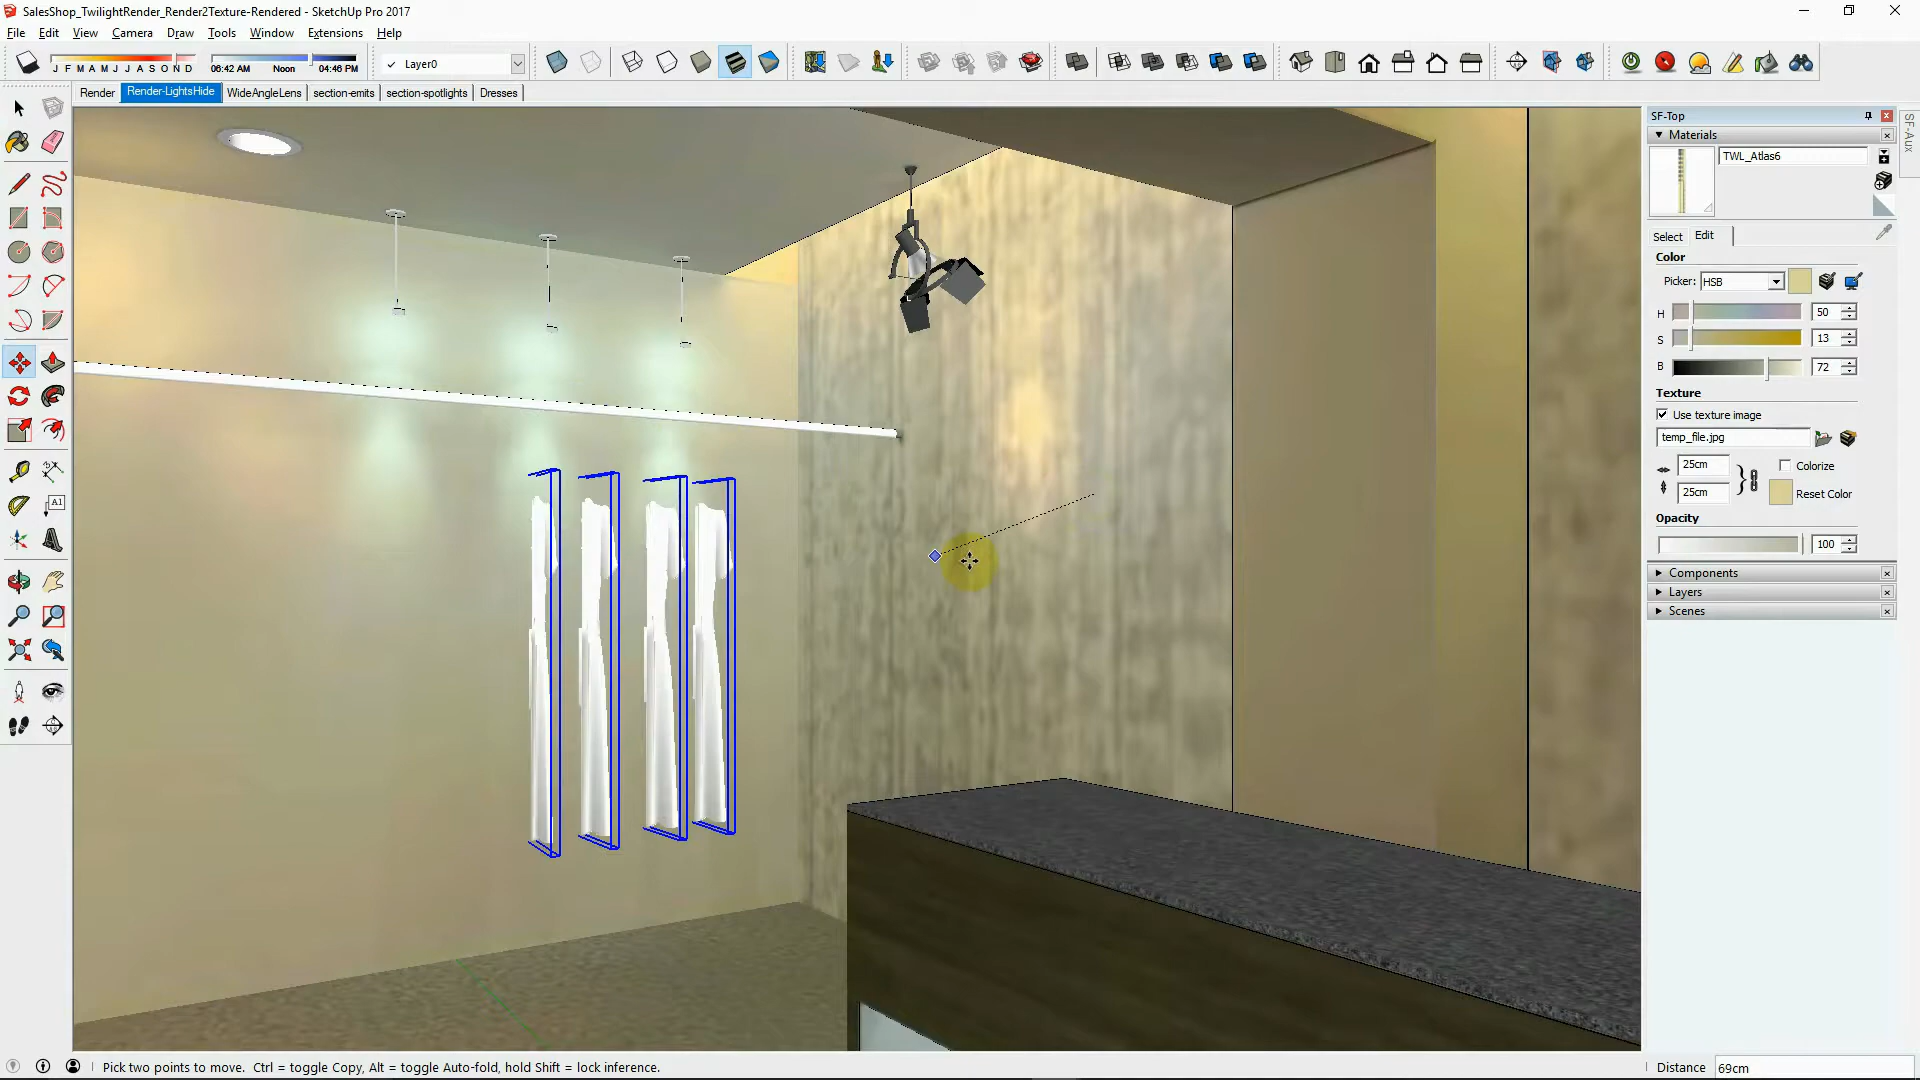 SalesShop_TwilightRender_Render2Texture-Rendered - SketchUp Pro 2017
File Edit View Camera Draw Tools Window Extensions Help
J F M A M J J A S O N D 06:42 AM Noon 04:46 PM ✓ Layer0
Render Render-LightsHide WideAngleLens section-emits section-spotlights Dresses
SF-Top
SF-Aux
Materials
TWL_Atlas6
Select Edit
Color
Picker: HSB
H 50
S 13
B 72
Texture
Use texture image
temp_file.jpg
25cm Colorize
25cm Reset Color
Opacity
100
Components
Layers
Scenes
A1
Pick two points to move. Ctrl = toggle Copy, Alt = toggle Auto-fold, hold Shift = lock inference.
Distance 69cm